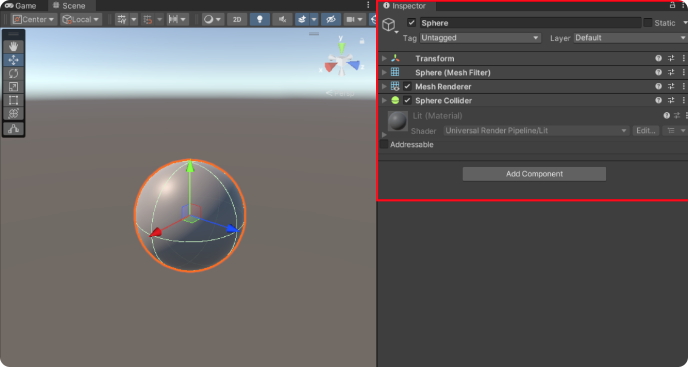 Game Scene
Center Local 2D
y
Persp
Inspector
Sphere Static
Tag Untagged Layer Default
Transform
Sphere (Mesh Filter)
Mesh Renderer
Sphere Collider
Lit (Material)
Shader Universal Render Pipeline/Lit Edit...
Addressable
Add Component